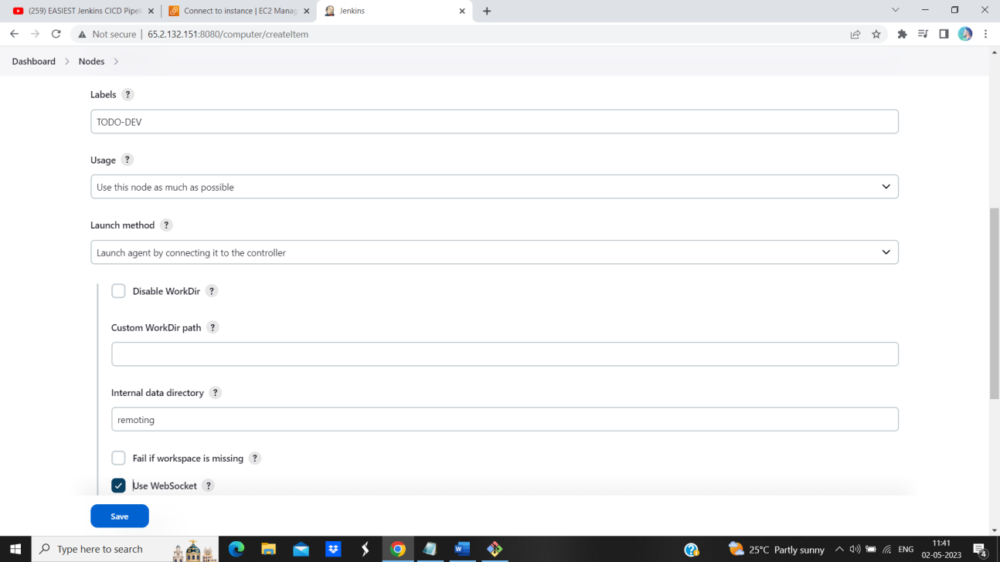 (259) EASIEST Jenkins CICD Pipeli
Connect to instance | EC2 Manag
Jenkins
Not secure | 65.2.132.151:8080/computer/createItem
Dashboard > Nodes >
Labels ?
TODO-DEV
Usage ?
Use this node as much as possible
Launch method ?
Launch agent by connecting it to the controller
Disable WorkDir ?
Custom WorkDir path ?
Internal data directory ?
remoting
Fail if workspace is missing ?
Use WebSocket ?
Save
Type here to search
25°C Partly sunny
ENG
11:41
02-05-2023
4